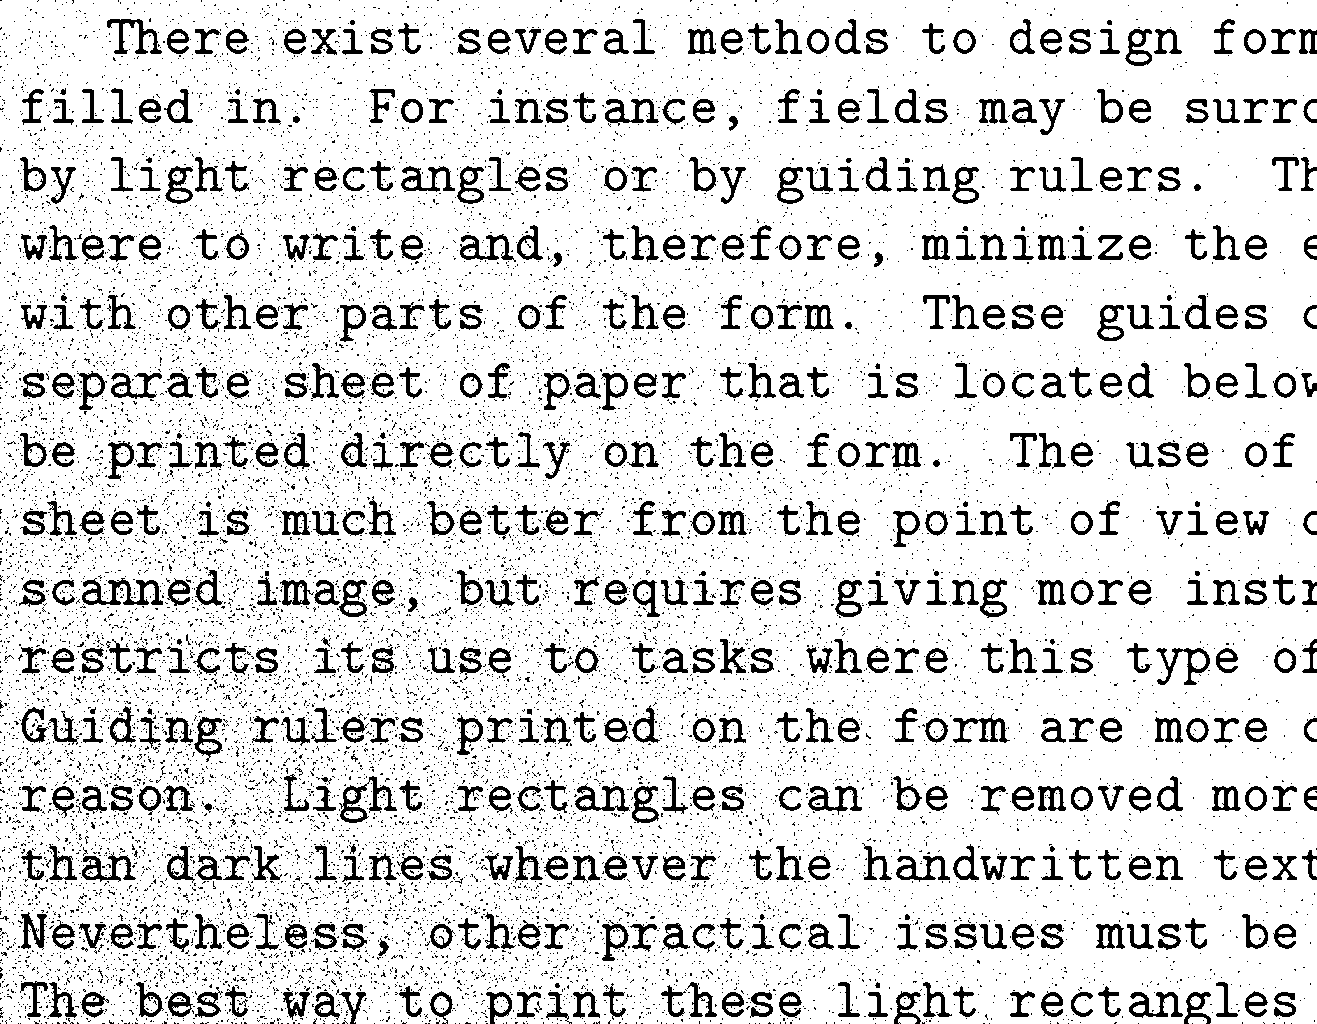 There exist several methods to design form
filled in.  For instance, fields may be surro
by light rectangles or by guiding rulers.  Th
where to write and, therefore, minimize the e
with other parts of the form.  These guides c
separate sheet of paper that is located below
be printed directly on the form.  The use of
sheet is much better from the point of view o
scanned image, but requires giving more instr
restricts its use to tasks where this type of
Guiding rulers printed on the form are more c
reason.  Light rectangles can be removed more
than dark lines whenever the handwritten text
Nevertheless, other practical issues must be
The best way to print these light rectangles